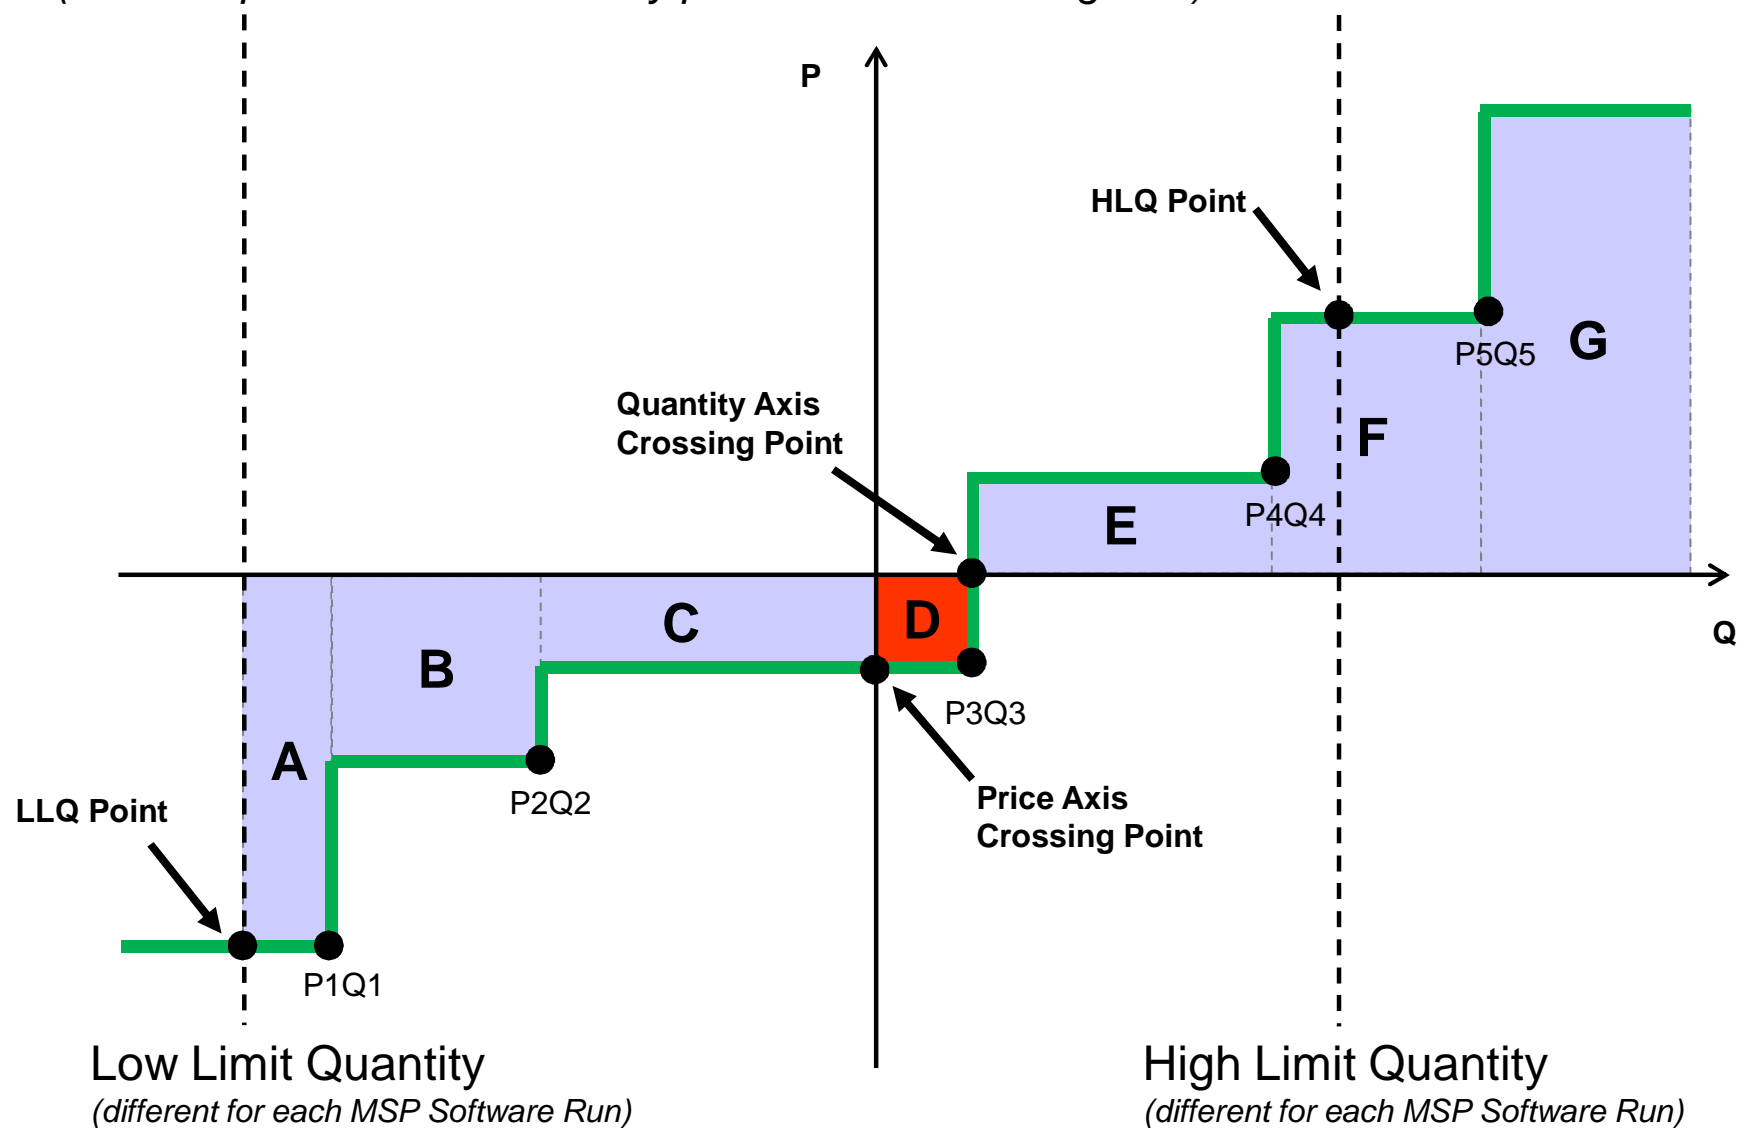 P
HLQ Point
G
P5Q5
Quantity Axis
Crossing Point
F
E
P4Q4
D
C
Q
B
P3Q3
A
P2Q2
Price Axis
Crossing Point
LLQ Point
P1Q1
Low Limit Quantity
(different for each MSP Software Run)
High Limit Quantity
(different for each MSP Software Run)